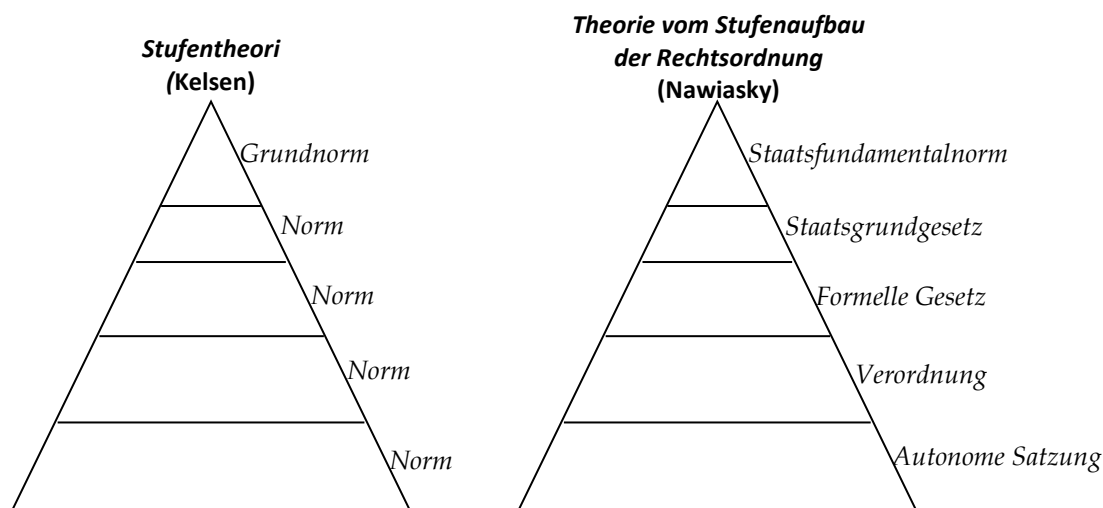 Stufentheori
(Kelsen)
Grundnorm
Norm
Norm
Norm
Norm
Theorie vom Stufenaufbau
der Rechtsordnung
(Nawiasky)
Staatsfundamentalnorm
Staatsgrundgesetz
Formelle Gesetz
Verordnung
Autonome Satzung